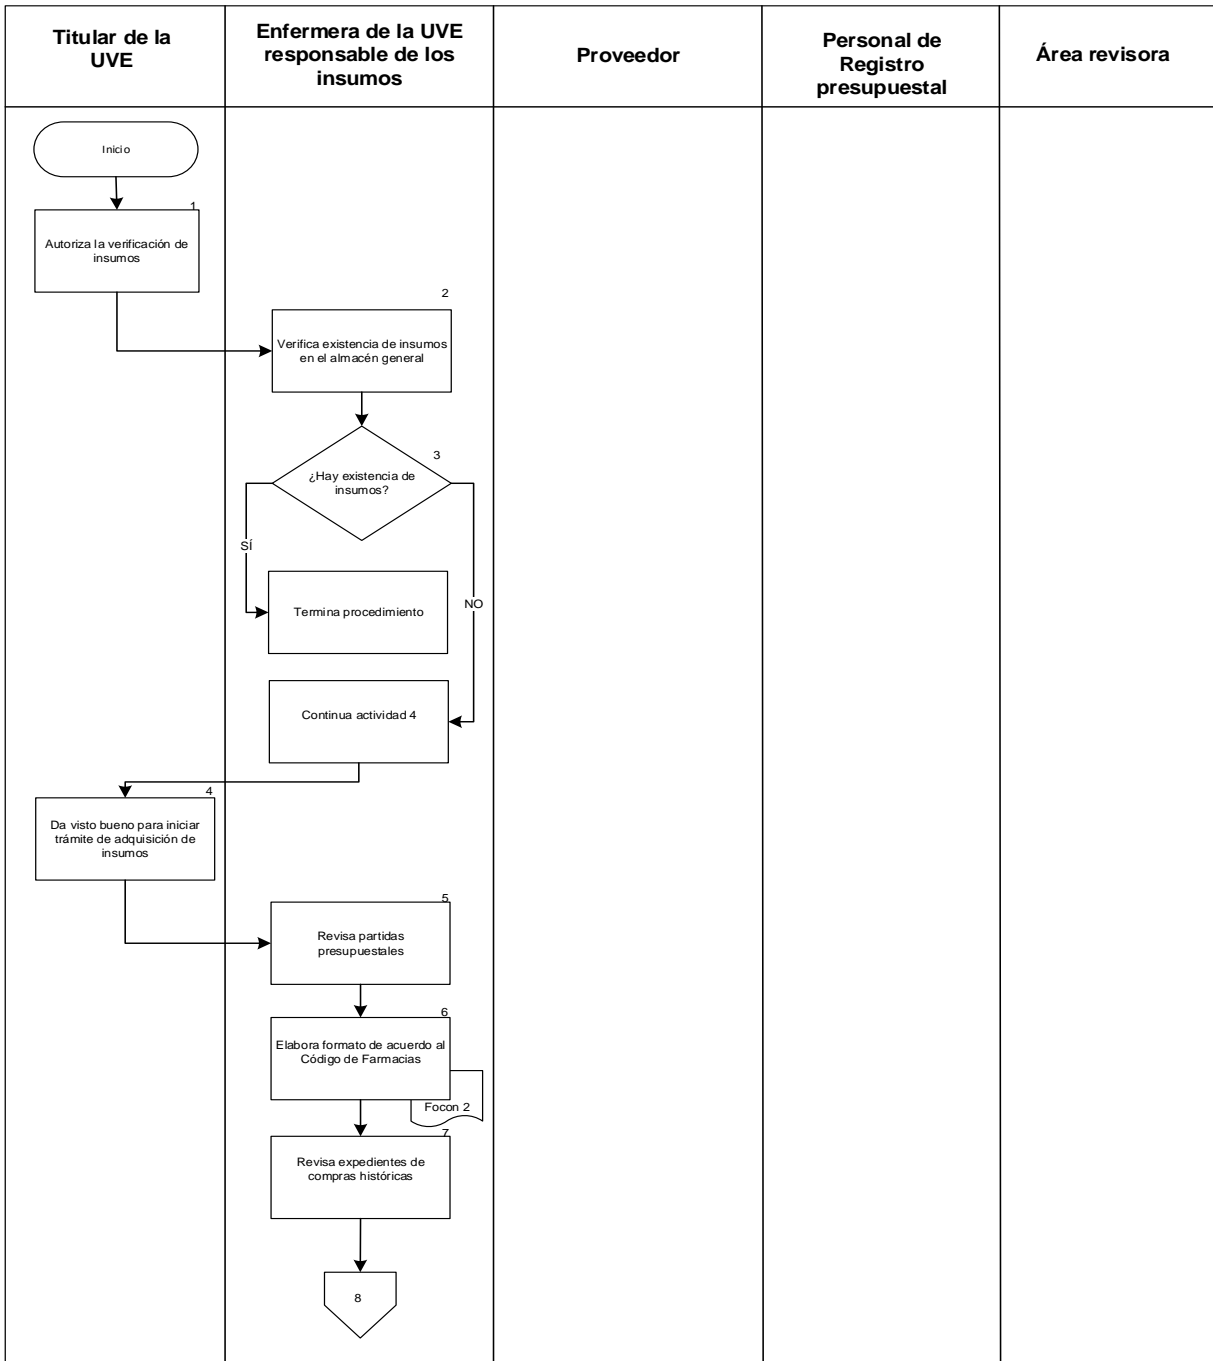 Titular de la
UVE
Enfermera de la UVE
responsable de los
insumos
Proveedor
Personal de
Registro
presupuestal
Área revisora
Inicio
1
Autoriza la verificación de
insumos
2
Verifica existencia de insumos
en el almacén general
3
¿Hay existencia de
insumos?
SÍ
NO
Termina procedimiento
Continua actividad 4
4
Da visto bueno para iniciar
trámite de adquisición de
insumos
5
Revisa partidas
presupuestales
6
Elabora formato de acuerdo al
Código de Farmacias
Focon 2
7
Revisa expedientes de
compras históricas
8